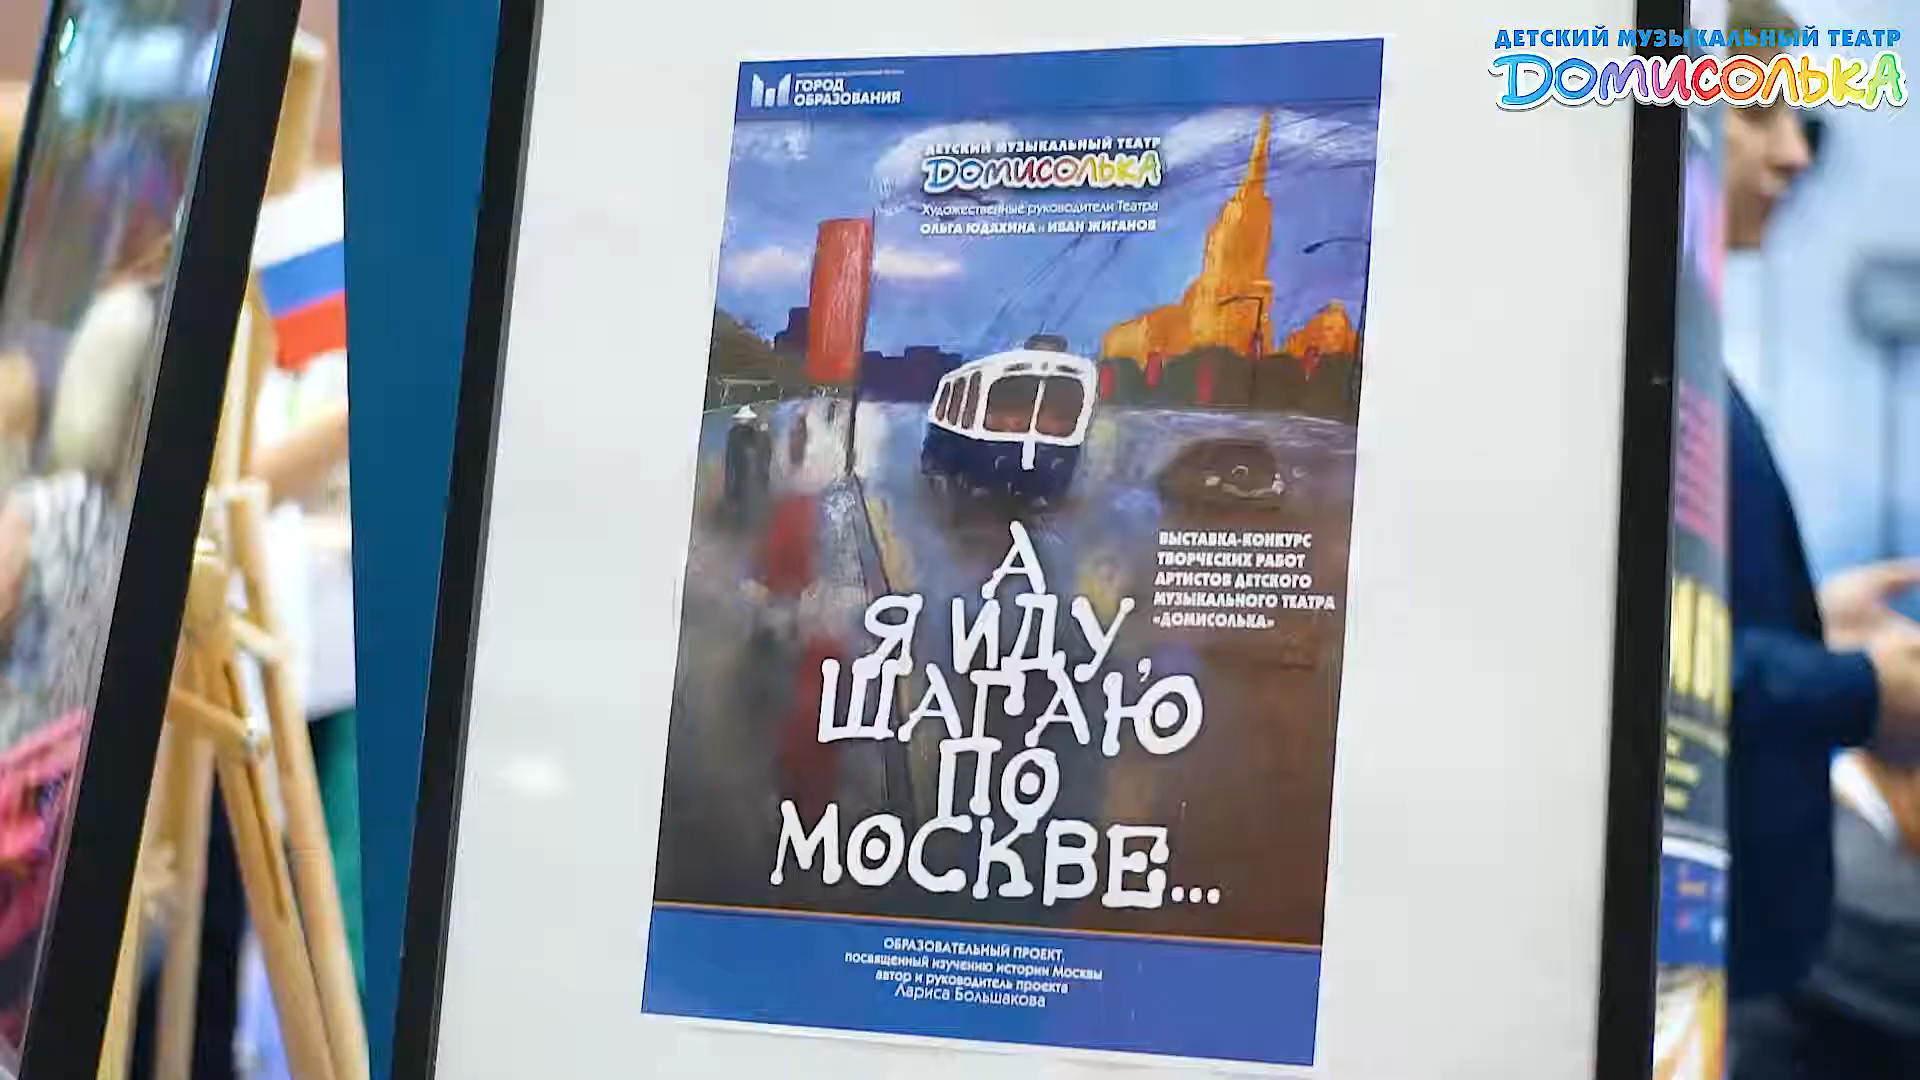 ДЕТСКИЙ МУЗЫКАЛЬНЫЙ ТЕАТР
ДОМИСОЛЬКА
ГОРОД
ОБРАЗОВАНИЯ
ДЕТСКИЙ МУЗЫКАЛЬНЫЙ ТЕАТР
ДОМИСОЛЬКА
Художественные руководители Театра
ОЛЬГА ЮДАХИНА и ИВАН ЖИГАНОВ
ВЫСТАВКА-КОНКУРС
ТВОРЧЕСКИХ РАБОТ
АРТИСТОВ ДЕТСКОГО
МУЗЫКАЛЬНОГО ТЕАТРА
«ДОМИСОЛЬКА»
А
Я ИДУ,
ШАГАЮ
ПО
МОСКВЕ...
ОБРАЗОВАТЕЛЬНЫЙ ПРОЕКТ,
посвященный изучению истории Москвы
автор и руководитель проекта
Лариса Большакова